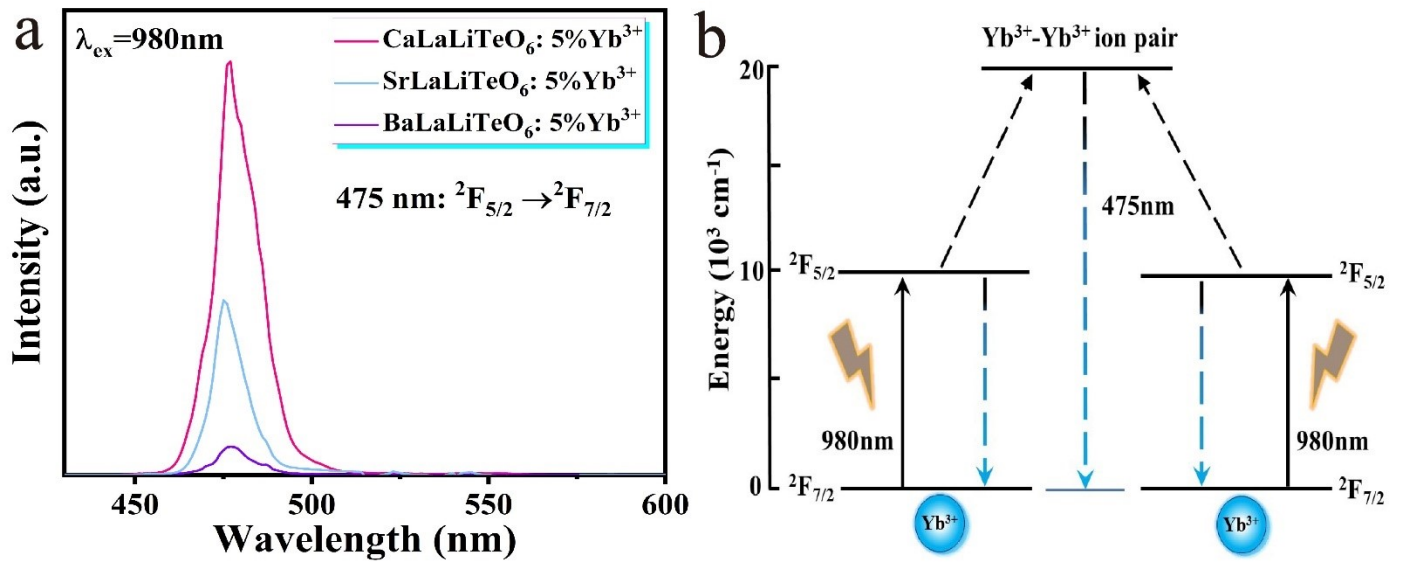 a
λex=980nm
CaLaLiTeO₆: 5%Yb³⁺
SrLaLiTeO₆: 5%Yb³⁺
BaLaLiTeO₆: 5%Yb³⁺
475 nm: ²F₅/₂ →²F₇/₂
Intensity (a.u.)
450
500
550
600
Wavelength (nm)
b
Yb³⁺-Yb³⁺ ion pair
20
10
0
Energy (10³ cm⁻¹)
475nm
²F₅/₂
²F₅/₂
980nm
980nm
²F₇/₂
²F₇/₂
Yb³⁺
Yb³⁺